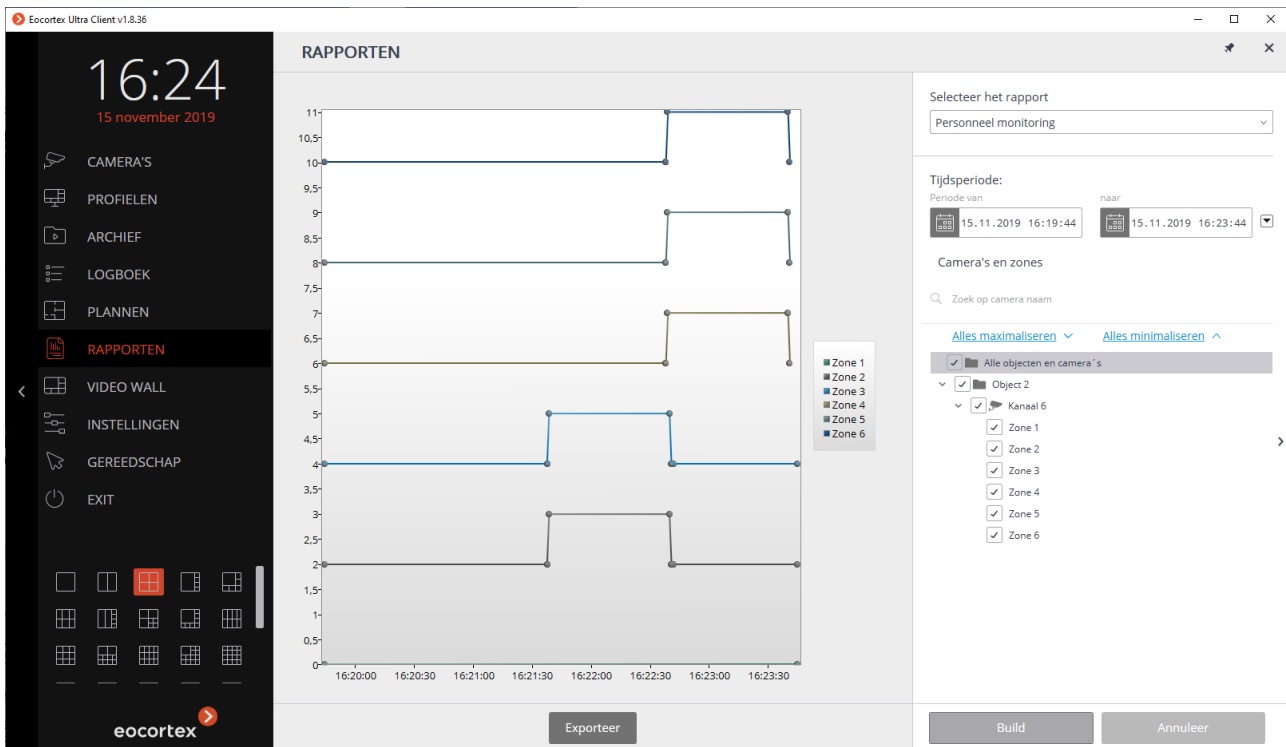 Eocortex Ultra Client v1.8.36
16:24
15 november 2019
CAMERA'S
PROFIELEN
ARCHIEF
LOGBOEK
PLANNEN
RAPPORTEN
VIDEO WALL
INSTELLINGEN
GEREEDSCHAP
EXIT
eocortex
RAPPORTEN
11
10,5
10
9,5
9
8,5
8
7,5
7
6,5
6
5,5
5
4,5
4
3,5
3
2,5
2
1,5
1
0,5
0
16:20:00 16:20:30 16:21:00 16:21:30 16:22:00 16:22:30 16:23:00 16:23:30
Zone 1
Zone 2
Zone 3
Zone 4
Zone 5
Zone 6
Exporteer
Selecteer het rapport
Personneel monitoring
Tijdsperiode:
Periode van naar
15.11.2019 16:19:44 15.11.2019 16:23:44
Camera's en zones
Zoek op camera naam
Alles maximaliseren Alles minimaliseren
Alle objecten en camera´s
Object 2
Kanaal 6
Zone 1
Zone 2
Zone 3
Zone 4
Zone 5
Zone 6
Build Annuleer